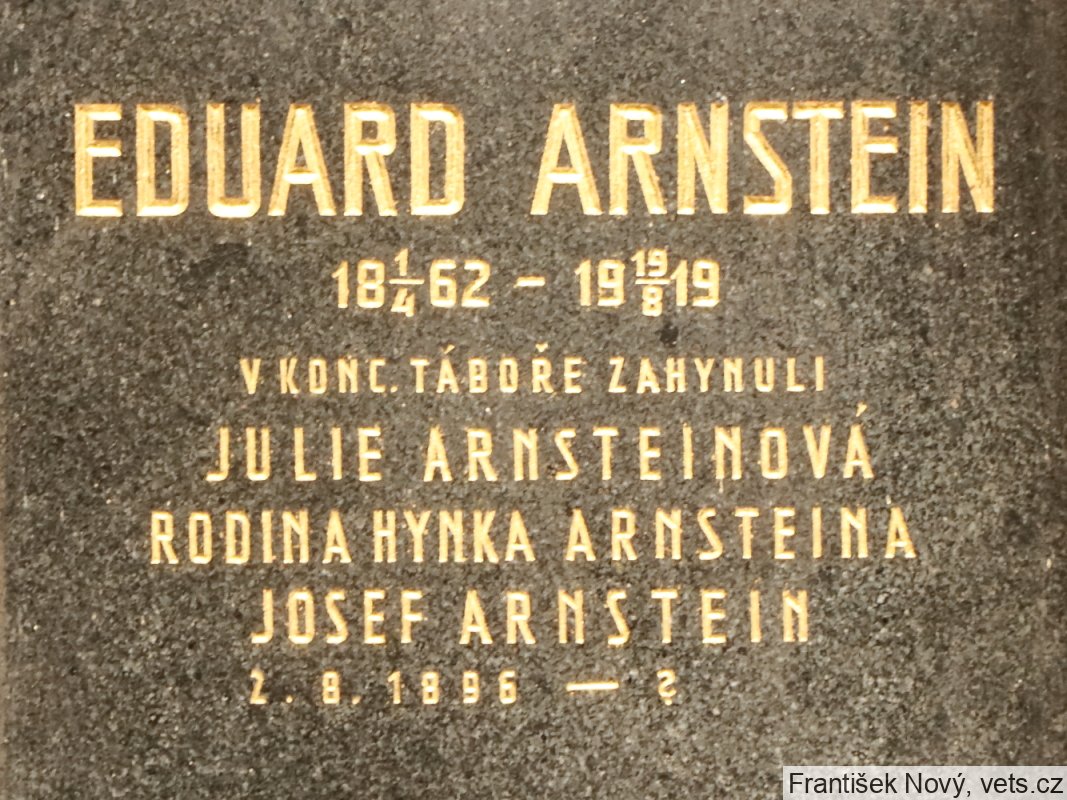 EDUARD ARNSTEIN
18 1/4 62 – 19 19/8 19
V KONC. TÁBOŘE ZAHYNULI
JULIE ARNSTEINOVÁ
RODINA HYNKA ARNSTEINA
JOSEF ARNSTEIN
2. 8. 1896 — ?
František Nový, vets.cz